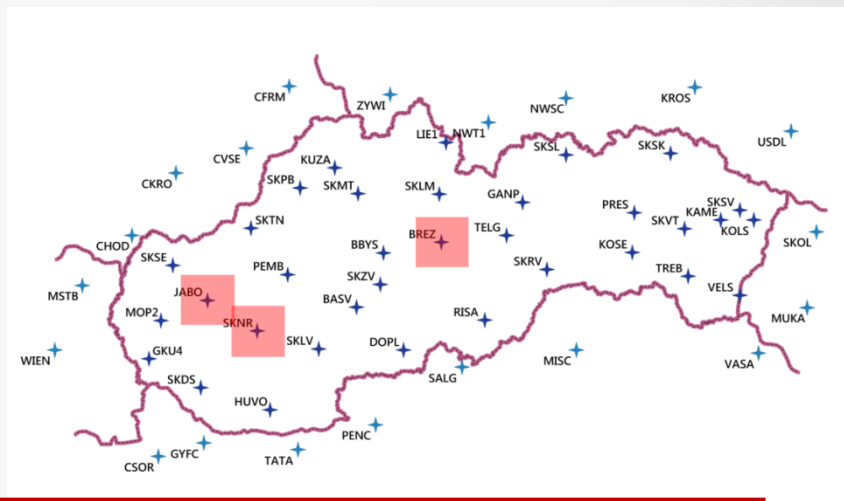 CFRM
ZYWI
NWSC
KROS
LIE1
NWT1
USDL
CVSE
KUZA
SKSL
SKSK
CKRO
SKPB
SKMT
SKLM
GANP
SKTN
PRES
SKVT
KAME
SKSV
KOLS
CHOD
BREZ
TELG
SKOL
SKSE
BBYS
KOSE
PEMB
SKZV
SKRV
TREB
MSTB
JABO
BASV
VELS
MOP2
SKNR
RISA
MUKA
WIEN
GKU4
SKLV
DOPL
MISC
VASA
SKDS
SALG
HUVO
PENC
CSOR
GYFC
TATA